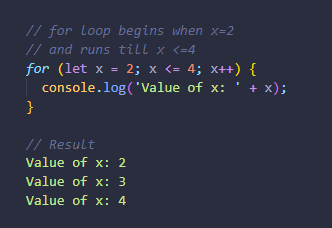 // for loop begins when x=2
// and runs till x <=4
for (let x = 2; x <= 4; x++) {
  console.log('Value of x: ' + x);
}

// Result
Value of x: 2
Value of x: 3
Value of x: 4